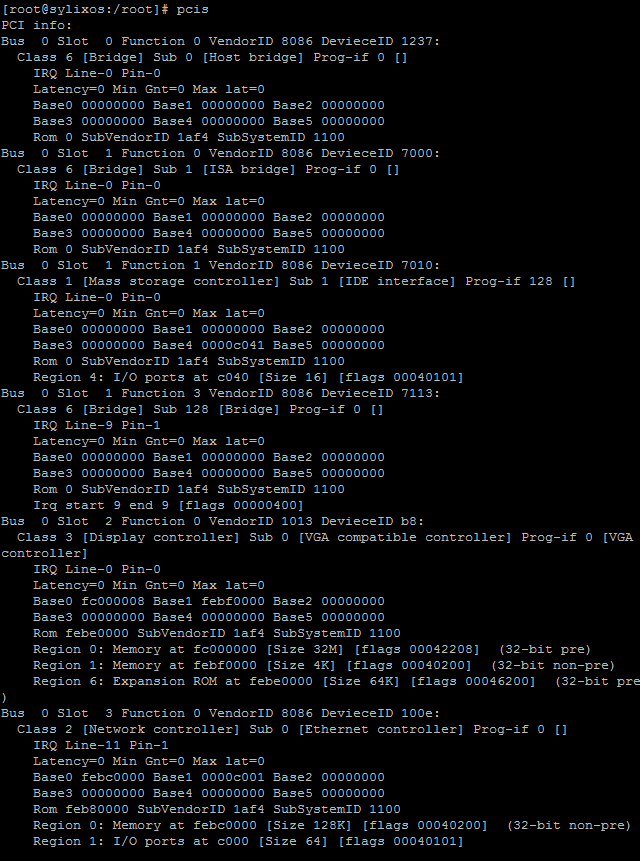 [root@sylixos:/root]# pcis
PCI info:
Bus  0 Slot  0 Function 0 VendorID 8086 DevieceID 1237:
  Class 6 [Bridge] Sub 0 [Host bridge] Prog-if 0 []
    IRQ Line-0 Pin-0
    Latency=0 Min Gnt=0 Max lat=0
    Base0 00000000 Base1 00000000 Base2 00000000
    Base3 00000000 Base4 00000000 Base5 00000000
    Rom 0 SubVendorID 1af4 SubSystemID 1100
Bus  0 Slot  1 Function 0 VendorID 8086 DevieceID 7000:
  Class 6 [Bridge] Sub 1 [ISA bridge] Prog-if 0 []
    IRQ Line-0 Pin-0
    Latency=0 Min Gnt=0 Max lat=0
    Base0 00000000 Base1 00000000 Base2 00000000
    Base3 00000000 Base4 00000000 Base5 00000000
    Rom 0 SubVendorID 1af4 SubSystemID 1100
Bus  0 Slot  1 Function 1 VendorID 8086 DevieceID 7010:
  Class 1 [Mass storage controller] Sub 1 [IDE interface] Prog-if 128 []
    IRQ Line-0 Pin-0
    Latency=0 Min Gnt=0 Max lat=0
    Base0 00000000 Base1 00000000 Base2 00000000
    Base3 00000000 Base4 0000c041 Base5 00000000
    Rom 0 SubVendorID 1af4 SubSystemID 1100
    Region 4: I/O ports at c040 [Size 16] [flags 00040101]
Bus  0 Slot  1 Function 3 VendorID 8086 DevieceID 7113:
  Class 6 [Bridge] Sub 128 [Bridge] Prog-if 0 []
    IRQ Line-9 Pin-1
    Latency=0 Min Gnt=0 Max lat=0
    Base0 00000000 Base1 00000000 Base2 00000000
    Base3 00000000 Base4 00000000 Base5 00000000
    Rom 0 SubVendorID 1af4 SubSystemID 1100
    Irq start 9 end 9 [flags 00000400]
Bus  0 Slot  2 Function 0 VendorID 1013 DevieceID b8:
  Class 3 [Display controller] Sub 0 [VGA compatible controller] Prog-if 0 [VGA
controller]
    IRQ Line-0 Pin-0
    Latency=0 Min Gnt=0 Max lat=0
    Base0 fc000008 Base1 febf0000 Base2 00000000
    Base3 00000000 Base4 00000000 Base5 00000000
    Rom febe0000 SubVendorID 1af4 SubSystemID 1100
    Region 0: Memory at fc000000 [Size 32M] [flags 00042208]  (32-bit pre)
    Region 1: Memory at febf0000 [Size 4K] [flags 00040200]  (32-bit non-pre)
    Region 6: Expansion ROM at febe0000 [Size 64K] [flags 00046200]  (32-bit pre
)
Bus  0 Slot  3 Function 0 VendorID 8086 DevieceID 100e:
  Class 2 [Network controller] Sub 0 [Ethernet controller] Prog-if 0 []
    IRQ Line-11 Pin-1
    Latency=0 Min Gnt=0 Max lat=0
    Base0 febc0000 Base1 0000c001 Base2 00000000
    Base3 00000000 Base4 00000000 Base5 00000000
    Rom feb80000 SubVendorID 1af4 SubSystemID 1100
    Region 0: Memory at febc0000 [Size 128K] [flags 00040200]  (32-bit non-pre)
    Region 1: I/O ports at c000 [Size 64] [flags 00040101]